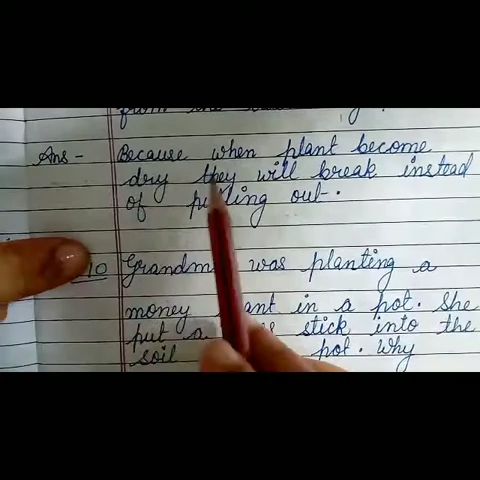 Ans - Because when plant become
dry they will break instead
of pulling out.
10 Grandm was planting a
money plant in a pot. She
put a stick into the
soil pot. Why